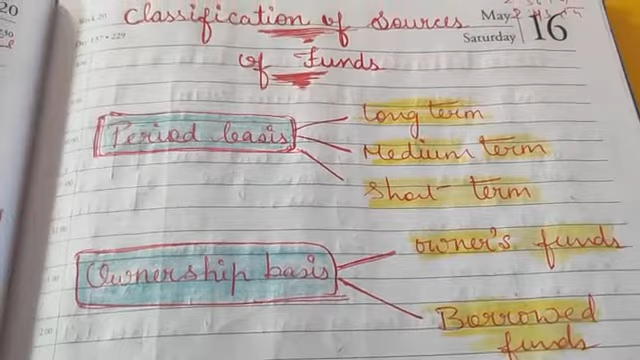 Classification of Sources
of Funds
May
Saturday
16
Period basis
Long term
Medium term
Short term
Ownership basis
owner's funds
Borrowed
funds